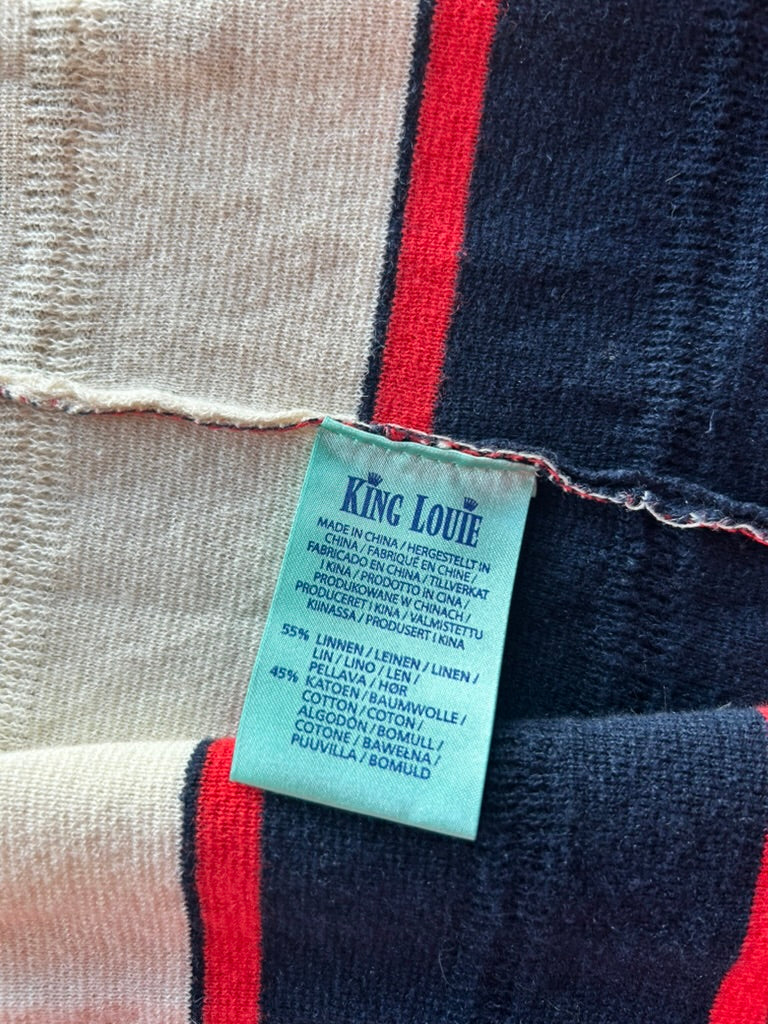 KING LOUIE
MADE IN CHINA / HERGESTELLT IN
CHINA / FABRIQUÉ EN CHINE /
FABRICADO EN CHINA / TILLVERKAT
I KINA / PRODOTTO IN CINA /
PRODUKOWANE W CHINACH /
PRODUCERET I KINA / VALMISTETTU
KIINASSA / PRODUSERT I KINA
55% LINNEN / LEINEN / LINEN /
LIN / LINO / LEN /
PELLAVA / HØR
45% KATOEN / BAUMWOLLE /
COTTON / COTON /
ALGODÓN / BOMULL /
COTONE / BAWEŁNA /
PUUVILLA / BOMULD